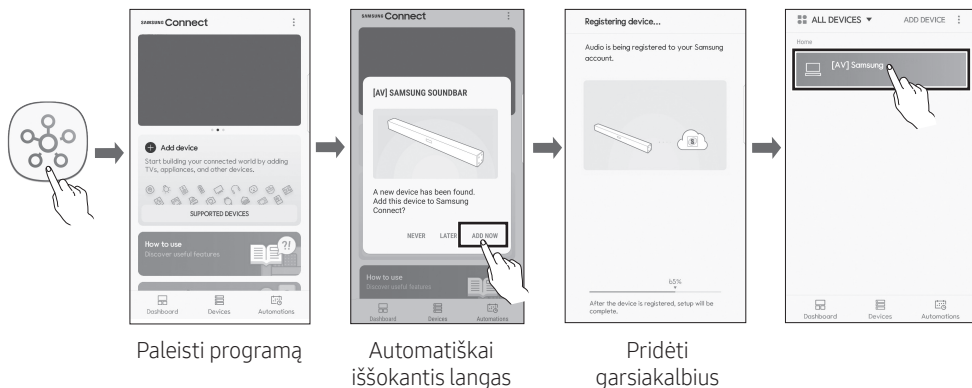 SAMSUNG Connect
Add device
Start building your connected world by adding
TVs, appliances, and other devices.
SUPPORTED DEVICES
How to use
Discover useful features
?!
Dashboard
Devices
Automations
Paleisti programą
SAMSUNG Connect
[AV] SAMSUNG SOUNDBAR
A new device has been found.
Add this device to Samsung
Connect?
NEVER
LATER
ADD NOW
How to use
Discover useful features
Dashboard
Devices
Automations
Automatiškai
iššokantis langas
Registering device...
Audio is being registered to your Samsung
account.
S
65%
After the device is registered, setup will be
complete.
Pridėti
garsiakalbius
ALL DEVICES ▼
ADD DEVICE
Home
[AV] Samsung
Dashboard
Devices
Automations